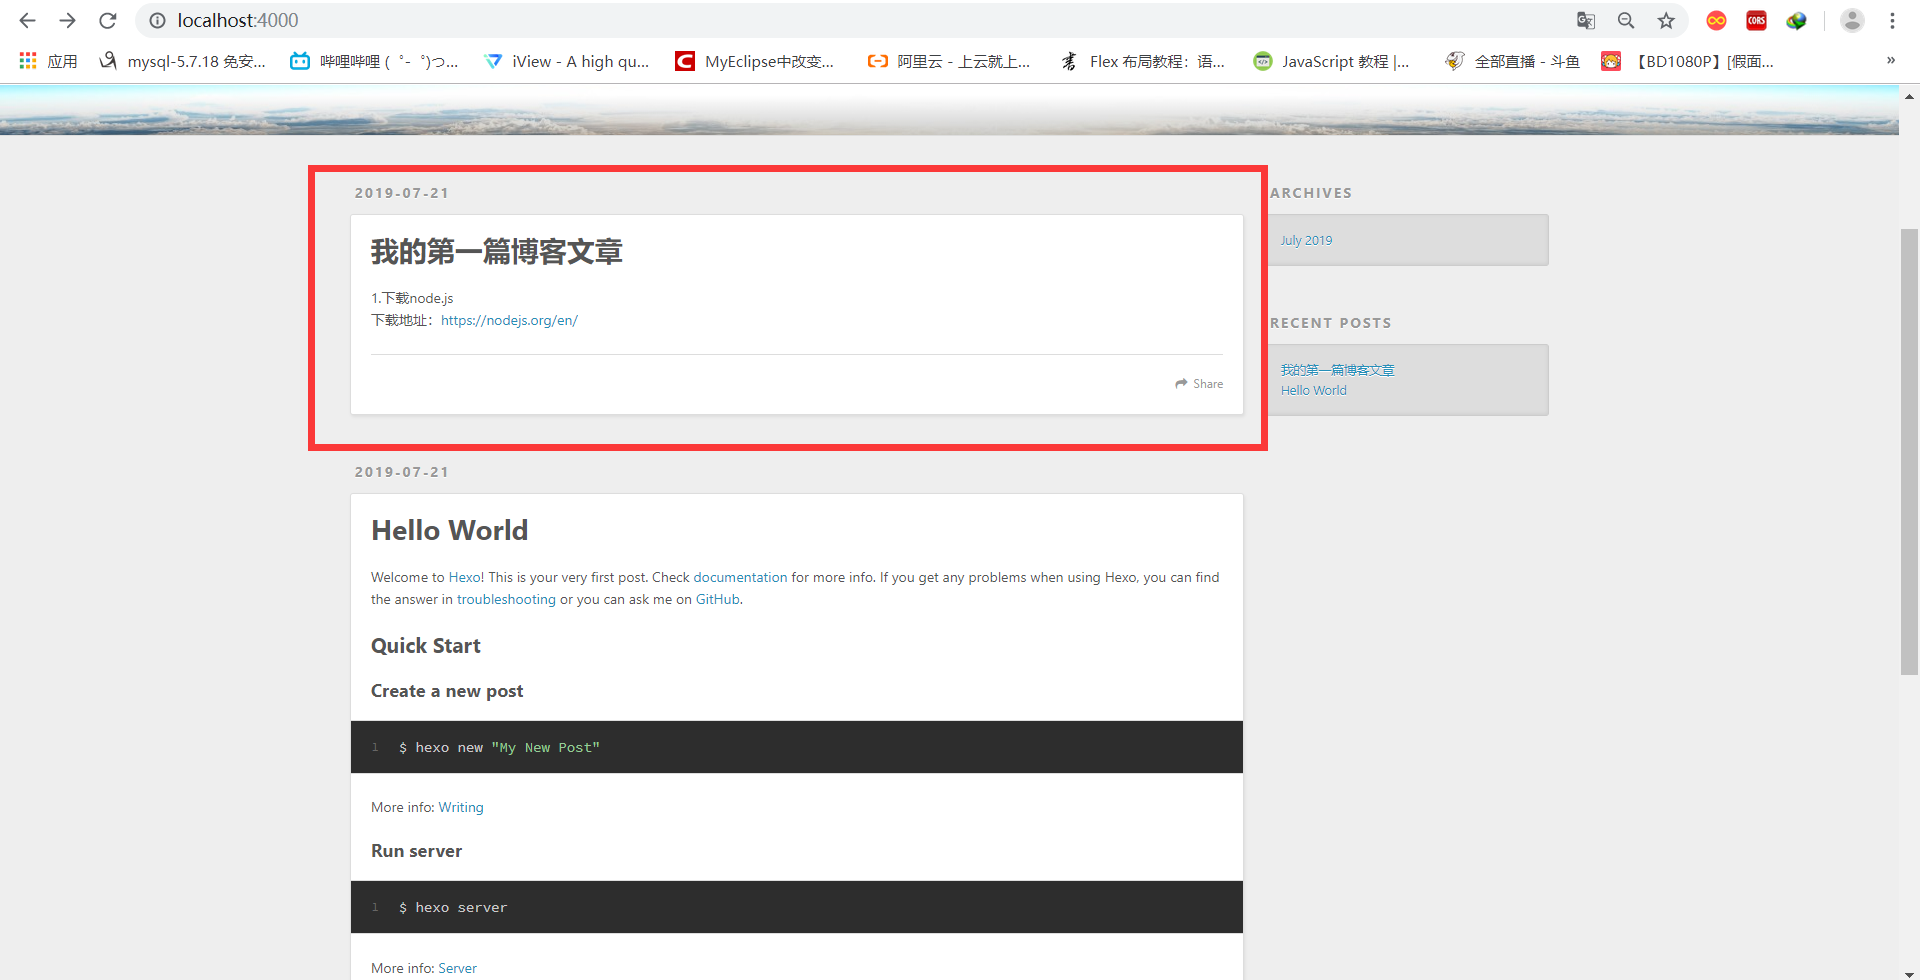 localhost:4000
应用
mysql-5.7.18 免安...
哔哩哔哩 (゜-゜)つ...
iView - A high qu...
MyEclipse中改变...
阿里云 - 上云就上...
Flex 布局教程：语...
JavaScript 教程 |...
全部直播 - 斗鱼
【BD1080P】[假面...
»
CORS
2019-07-21
我的第一篇博客文章
1.下载node.js
下载地址：https://nodejs.org/en/
Share
ARCHIVES
July 2019
RECENT POSTS
我的第一篇博客文章
Hello World
2019-07-21
Hello World
Welcome to Hexo! This is your very first post. Check documentation for more info. If you get any problems when using Hexo, you can find
the answer in troubleshooting or you can ask me on GitHub.
Quick Start
Create a new post
1 $ hexo new "My New Post"
More info: Writing
Run server
1 $ hexo server
More info: Server